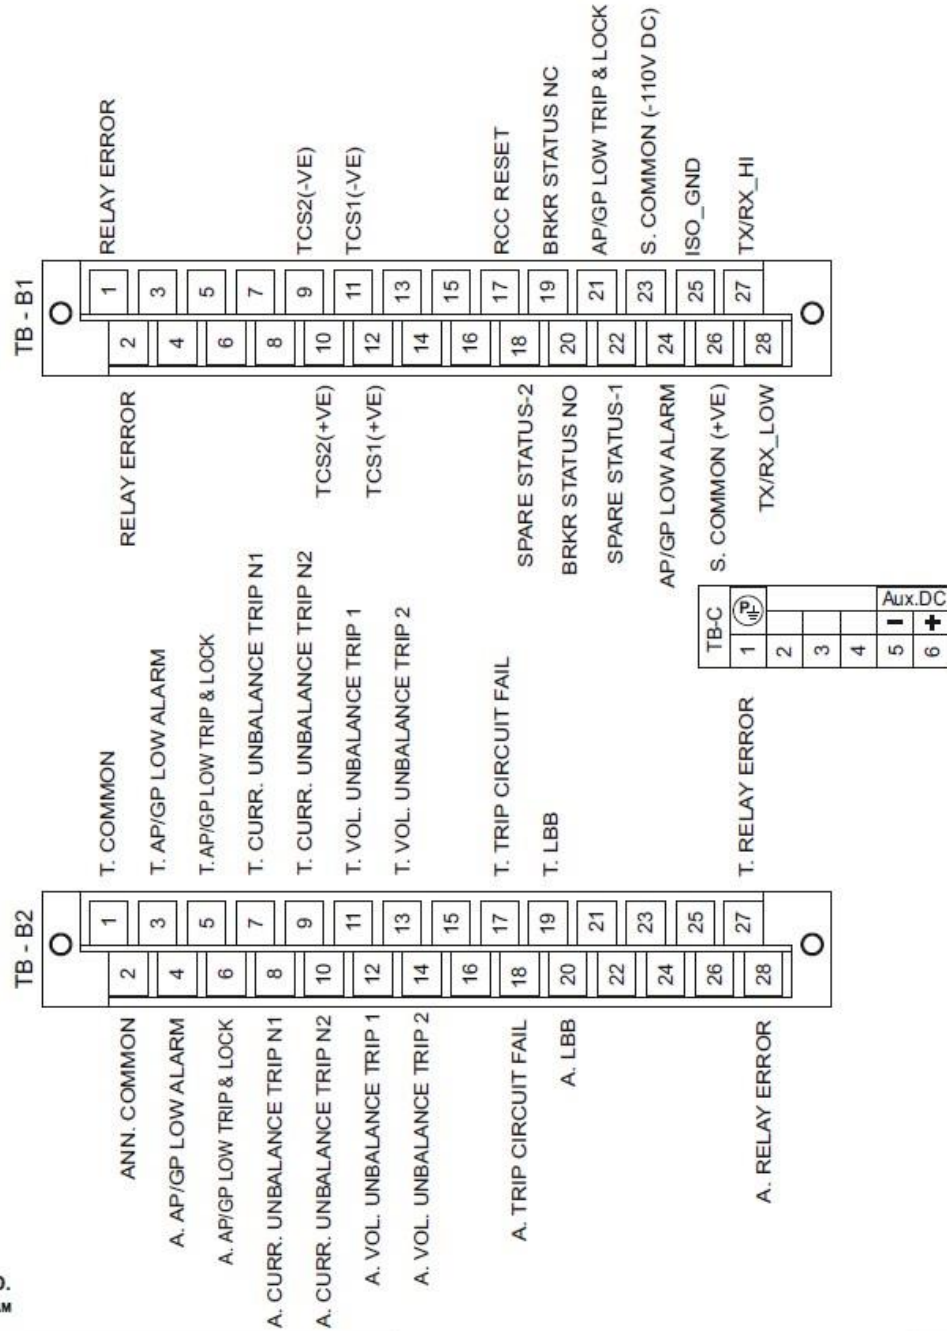 TB - B1
RELAY ERROR
1
2
RELAY ERROR
3
4
5
6
7
8
TCS2(-VE)
9
10
TCS2(+VE)
TCS1(-VE)
11
12
TCS1(+VE)
13
14
15
16
RCC RESET
17
18
SPARE STATUS-2
BRKR STATUS NC
19
20
BRKR STATUS NO
AP/GP LOW TRIP & LOCK
21
22
SPARE STATUS-1
S. COMMON (-110V DC)
23
24
AP/GP LOW ALARM
ISO_GND
25
26
S. COMMON (+VE)
TX/RX_HI
27
28
TX/RX_LOW
TB - B2
T. COMMON
1
2
ANN. COMMON
T. AP/GP LOW ALARM
3
4
A. AP/GP LOW ALARM
T. AP/GP LOW TRIP & LOCK
5
6
A. AP/GP LOW TRIP & LOCK
T. CURR. UNBALANCE TRIP N1
7
8
A. CURR. UNBALANCE TRIP N1
T. CURR. UNBALANCE TRIP N2
9
10
A. CURR. UNBALANCE TRIP N2
T. VOL. UNBALANCE TRIP 1
11
12
A. VOL. UNBALANCE TRIP 1
T. VOL. UNBALANCE TRIP 2
13
14
A. VOL. UNBALANCE TRIP 2
15
16
T. TRIP CIRCUIT FAIL
17
18
A. TRIP CIRCUIT FAIL
T. LBB
19
20
A. LBB
21
22
23
24
25
26
T. RELAY ERROR
27
28
A. RELAY ERROR
TB-C
1 P
2
3
4
5 - Aux.DC
6 +